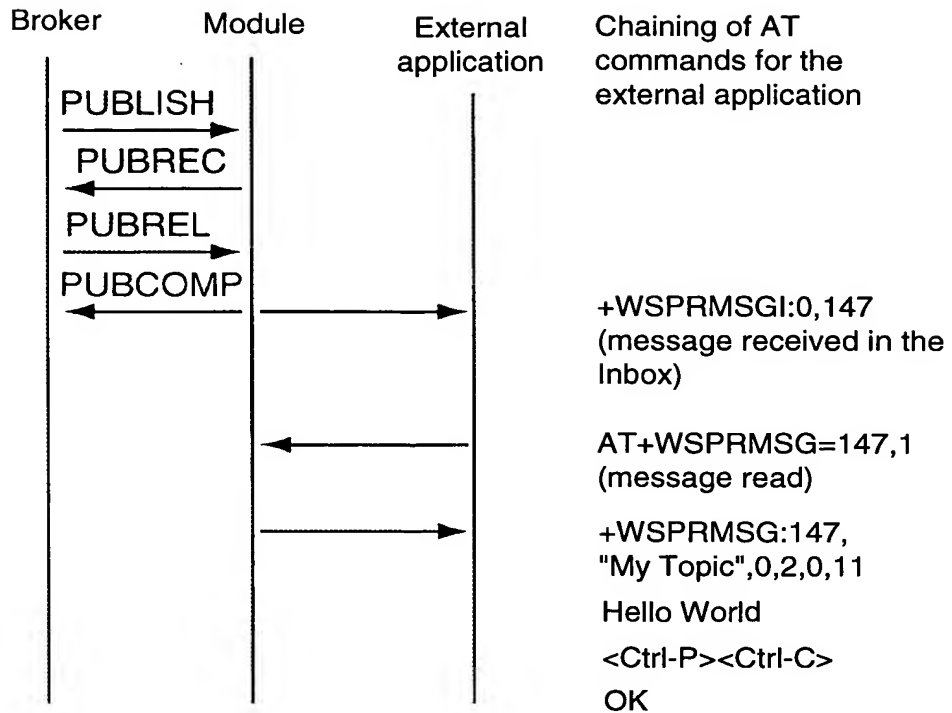 Broker
Module
External
application
Chaining of AT
commands for the
external application
PUBLISH
PUBREC
PUBREL
PUBCOMP
+WSPRMSGI:0,147
(message received in the
Inbox)
AT+WSPRMSG=147,1
(message read)
+WSPRMSG:147,
"My Topic",0,2,0,11
Hello World
<Ctrl-P><Ctrl-C>
OK